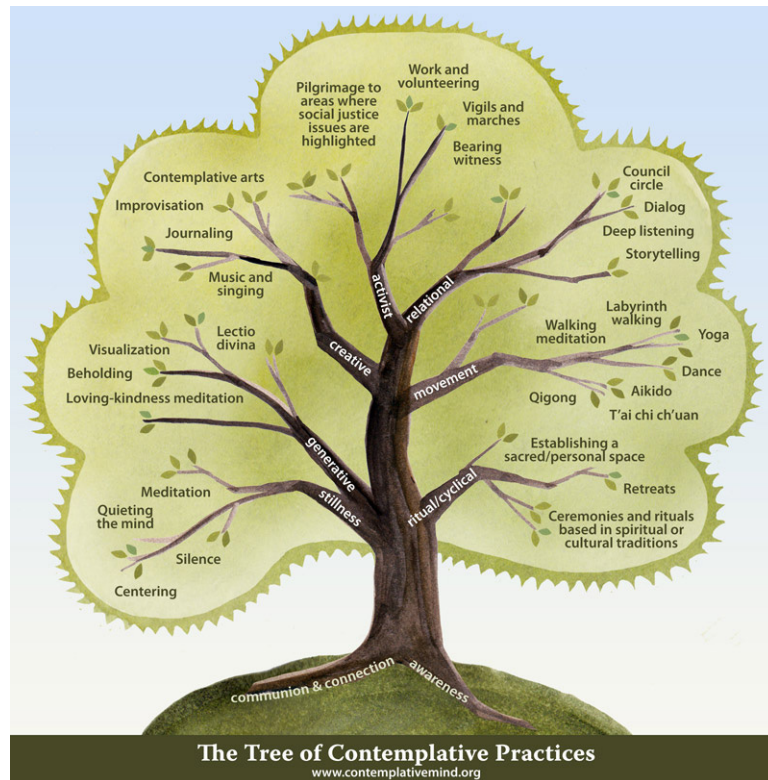 Work and
volunteering
Pilgrimage to
areas where
social justice
issues are
highlighted
Vigils and
marches
Bearing
witness
Contemplative arts
Improvisation
Journaling
Music and
singing
Council
circle
Dialog
Deep listening
Storytelling
activist
relational
creative
Labyrinth
walking
Walking
meditation
Yoga
Dance
Aikido
Qigong
T'ai chi ch'uan
movement
Lectio
divina
Visualization
Beholding
Loving-kindness meditation
generative
Establishing a
sacred/personal space
Retreats
Ceremonies and rituals
based in spiritual or
cultural traditions
ritual/cyclical
Meditation
Quieting
the mind
Silence
Centering
stillness
communion & connection
awareness
The Tree of Contemplative Practices
www.contemplativemind.org